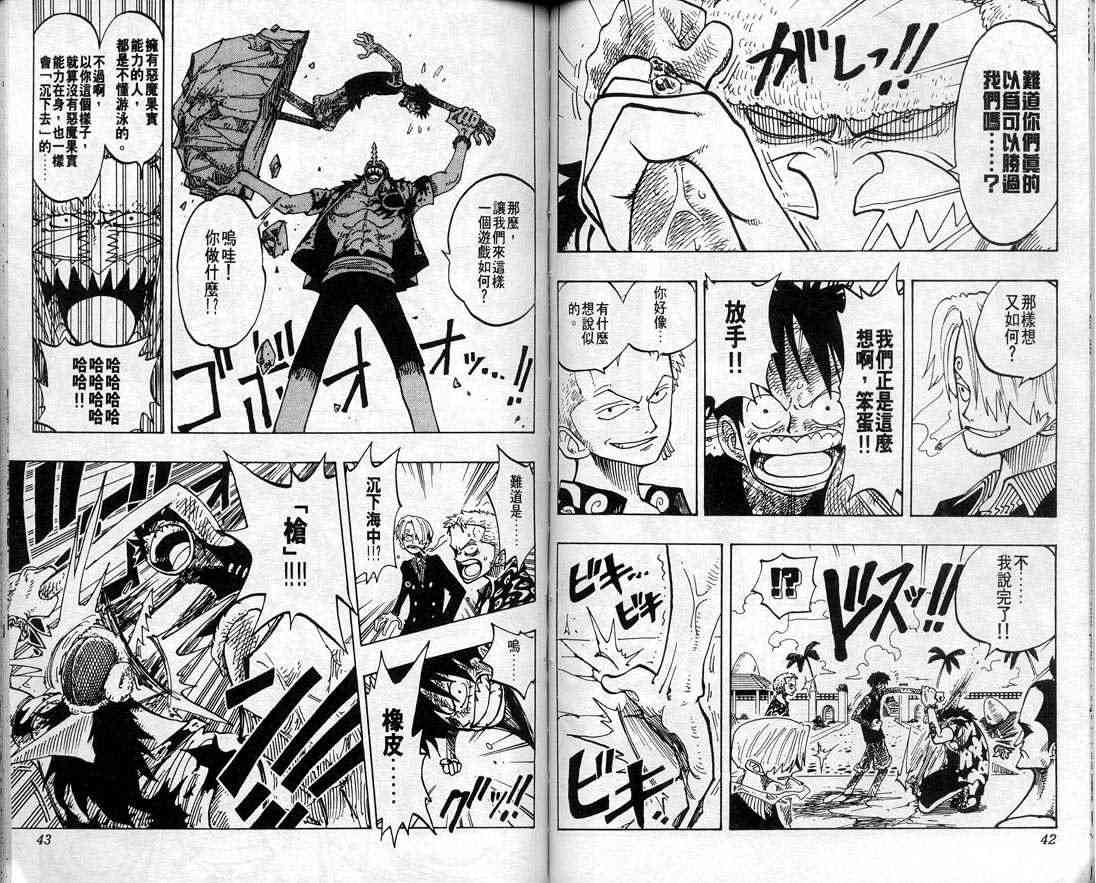 難道你們真的
以為可以勝過
我們嗎……?
ガしっ!!
那樣想
又如何?
我們正是這麼
想啊,笨蛋!!
放手!!
你好像…
有什麼
想說似
的。
不……
我說完了!!
ドスッ!!
!?
ビキ…
ビキ
ビキ…
42
那麼,
讓我們來這樣
一個遊戲如何?
嗚哇!
你做什麼!?
ゴボォォ…!!
擁有惡魔果實
能力的人,
都是不懂游泳的。
不過啊,
以你這個樣子,
就算沒有惡魔果實
能力在身,也一樣
會「沉下去」的……
哈哈哈哈
哈哈哈哈
哈哈!!
難道是……
沉下海中!!?
嗚…
橡皮……
グッ…!!
「槍」!!!!
43